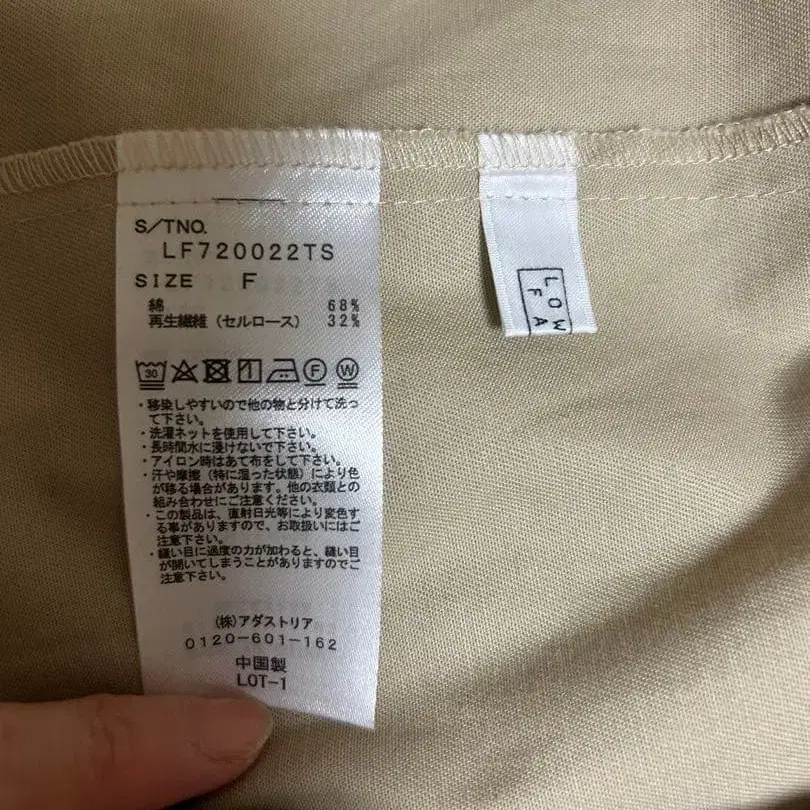 S/TNO.
LF720022TS
SIZE F
綿 68%
再生繊維(セルロース) 32%
30 F W
・移染しやすいので他の物と分けて洗っ
て下さい。
・洗濯ネットを使用して下さい。
・長時間水に浸けないで下さい。
・アイロン時はあて布をして下さい。
・汗や摩擦(特に湿った状態)により色
が移る場合があります。他の衣類との
組み合わせにご注意ください。
・この製品は、直射日光等により変色す
る事がありますので、お取扱いにはご
注意下さい。
・縫い目に過度の力が加わると、縫い目
が開いてしまうことがありますのでご
注意下さい。
(株)アダストリア
0120-601-162
中国製
LOT-1
LOW
FA